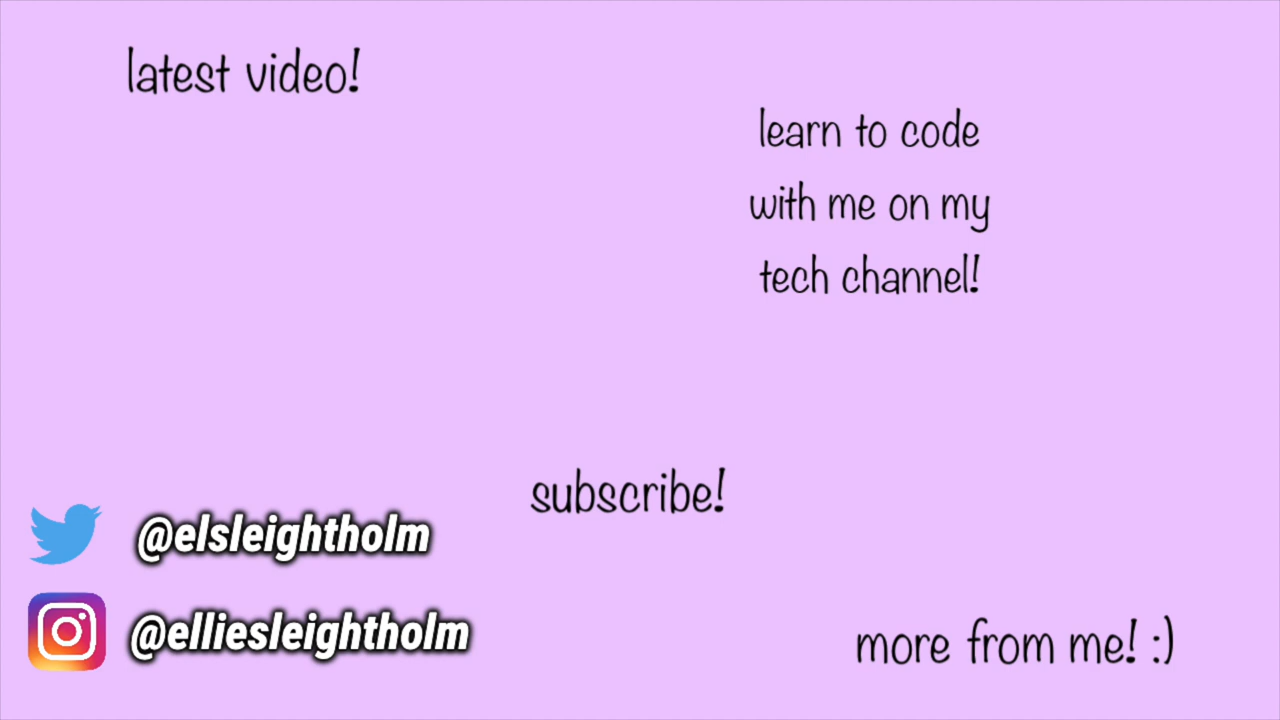 latest video!
learn to code
with me on my
tech channel!
subscribe!
@elsleightholm
@elliesleightholm
more from me! :)